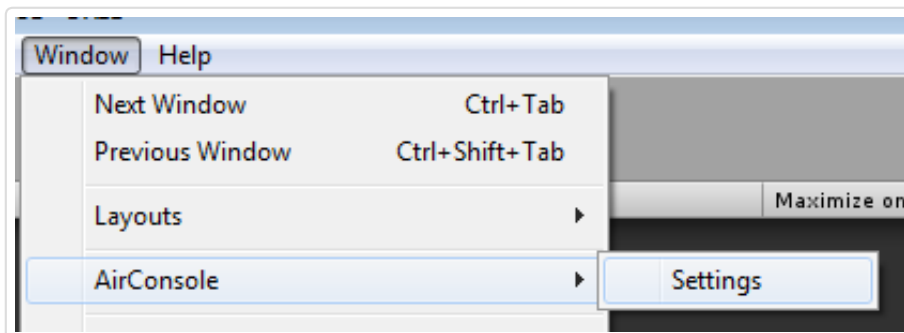 Window Help
Next Window Ctrl+Tab
Previous Window Ctrl+Shift+Tab
Layouts
Maximize on
AirConsole
Settings